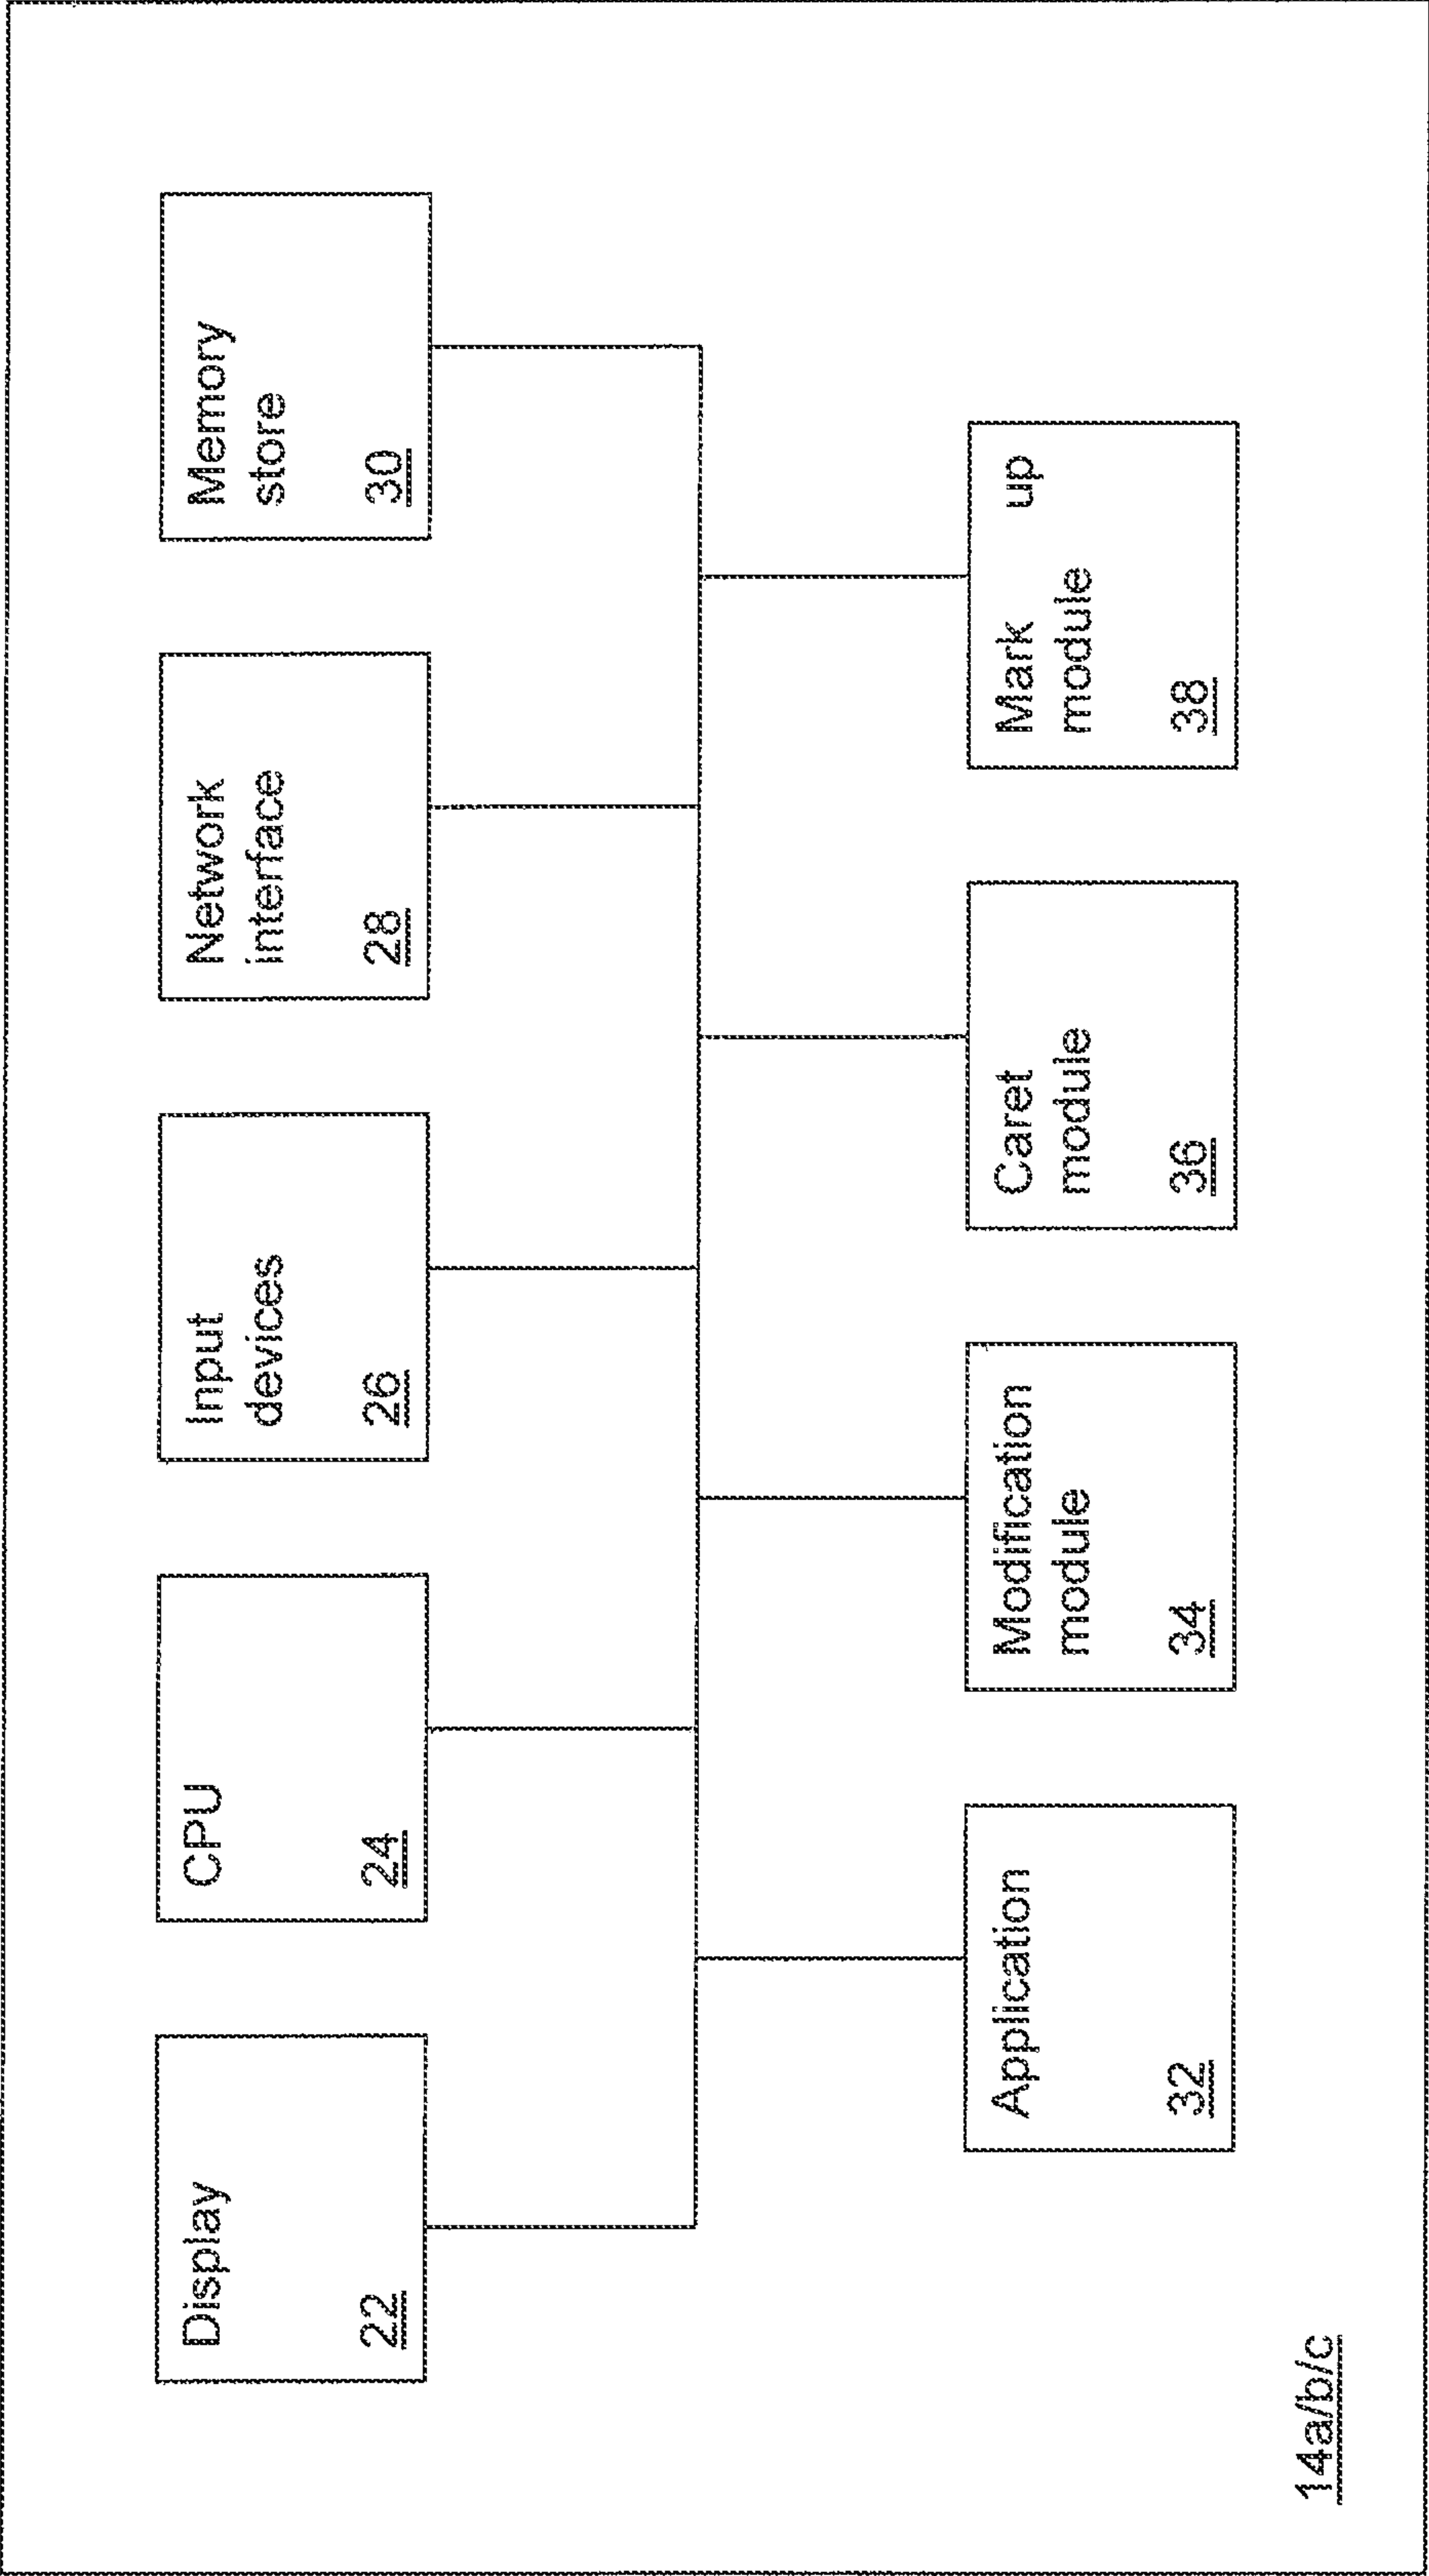 Display
22
CPU
24
Input
devices
26
Network
interface
28
Memory
store
30
Application
32
Modification
module
34
Caret
module
36
Mark up
module
38
14a/b/c